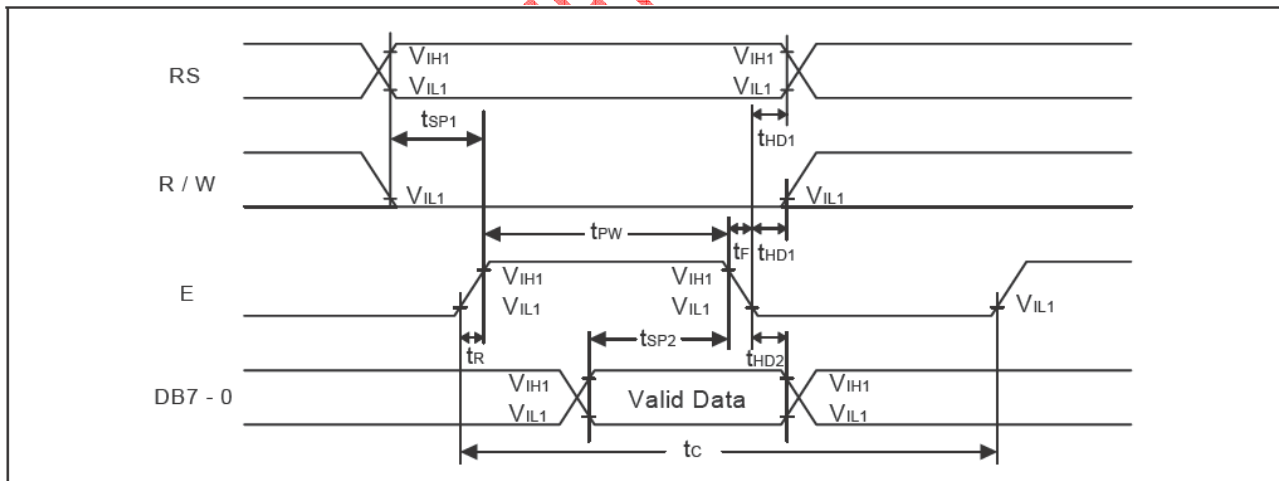 RS
VIH1
VIL1
VIH1
VIL1
tSP1
tHD1
R / W
VIL1
VIL1
tPW
tF
tHD1
E
VIH1
VIL1
VIH1
VIL1
VIL1
tR
tSP2
tHD2
DB7 - 0
VIH1
VIL1
Valid Data
VIH1
VIL1
tC